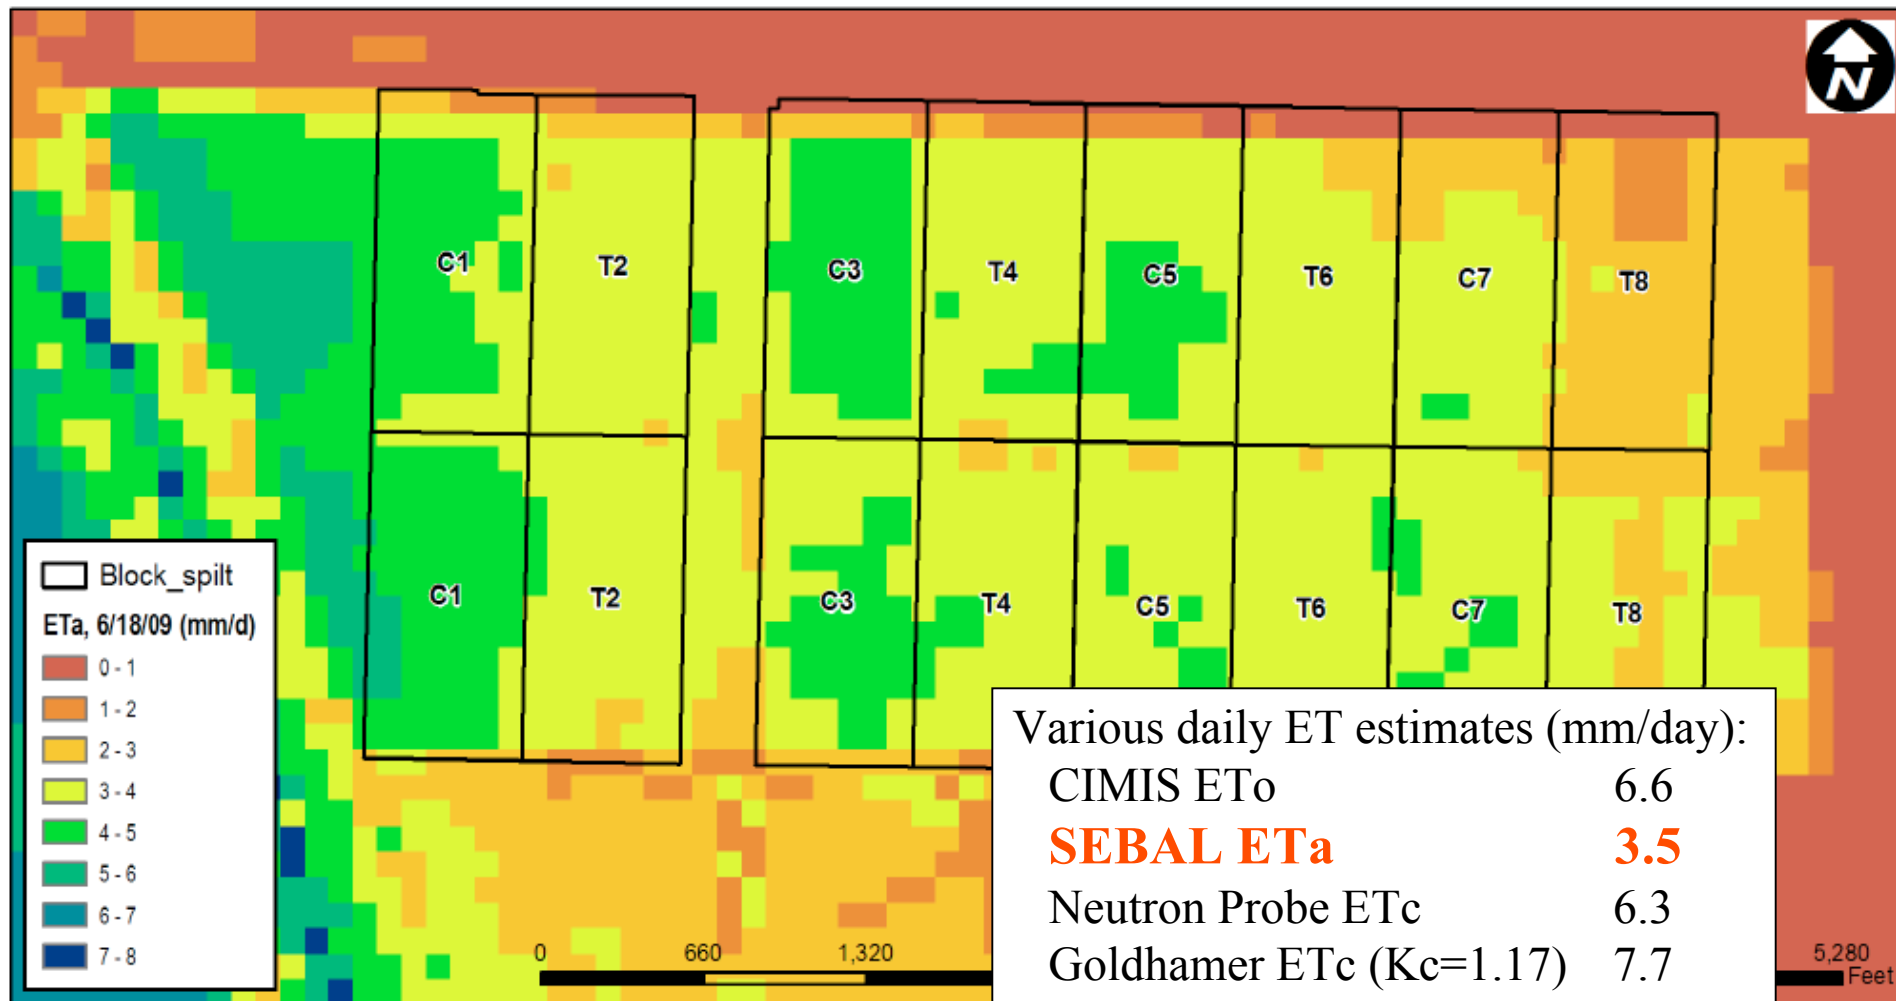 N
C1
T2
C3
T4
C5
T6
C7
T8
C1
T2
C3
T4
C5
T6
C7
T8
Block_spilt
ETa, 6/18/09 (mm/d)
0 - 1
1 - 2
2 - 3
3 - 4
4 - 5
5 - 6
6 - 7
7 - 8
Various daily ET estimates (mm/day):
CIMIS ETo 6.6
SEBAL ETa 3.5
Neutron Probe ETc 6.3
Goldhamer ETc (Kc=1.17) 7.7
0 660 1,320 5,280
Feet